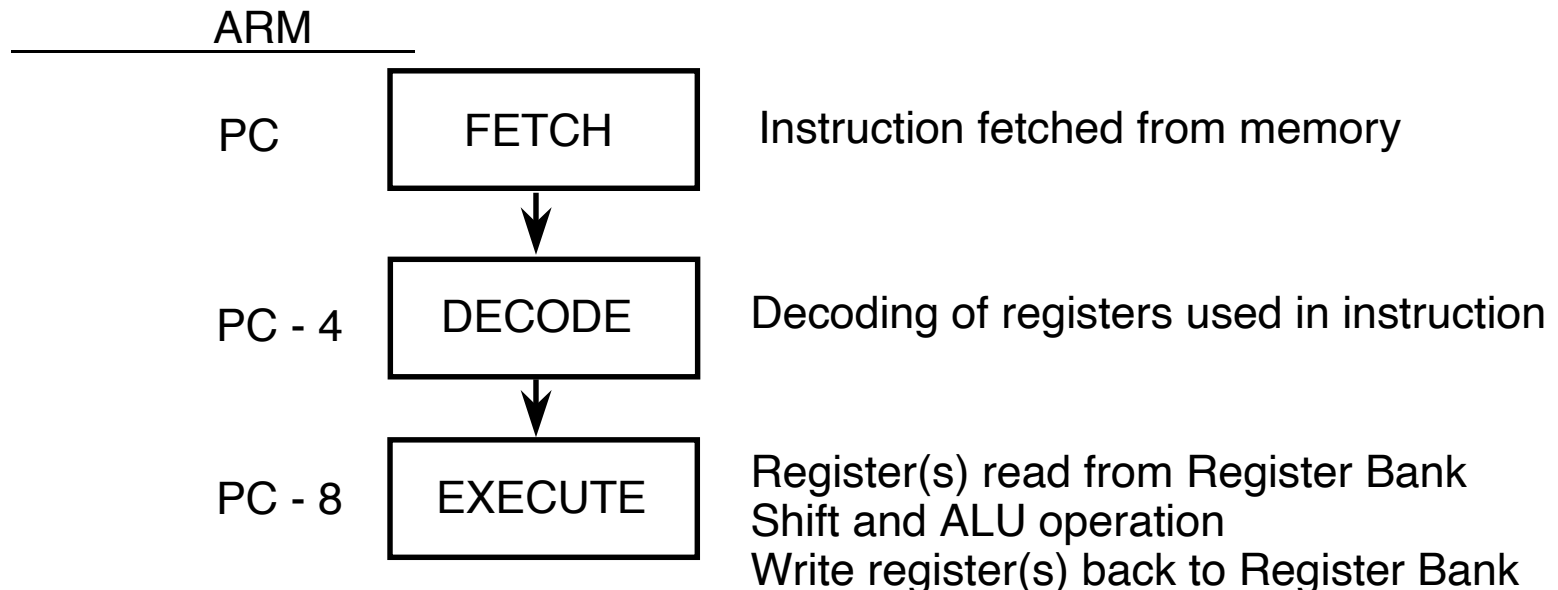 ARM
PC
FETCH
Instruction fetched from memory
PC - 4
DECODE
Decoding of registers used in instruction
PC - 8
EXECUTE
Register(s) read from Register Bank
Shift and ALU operation
Write register(s) back to Register Bank